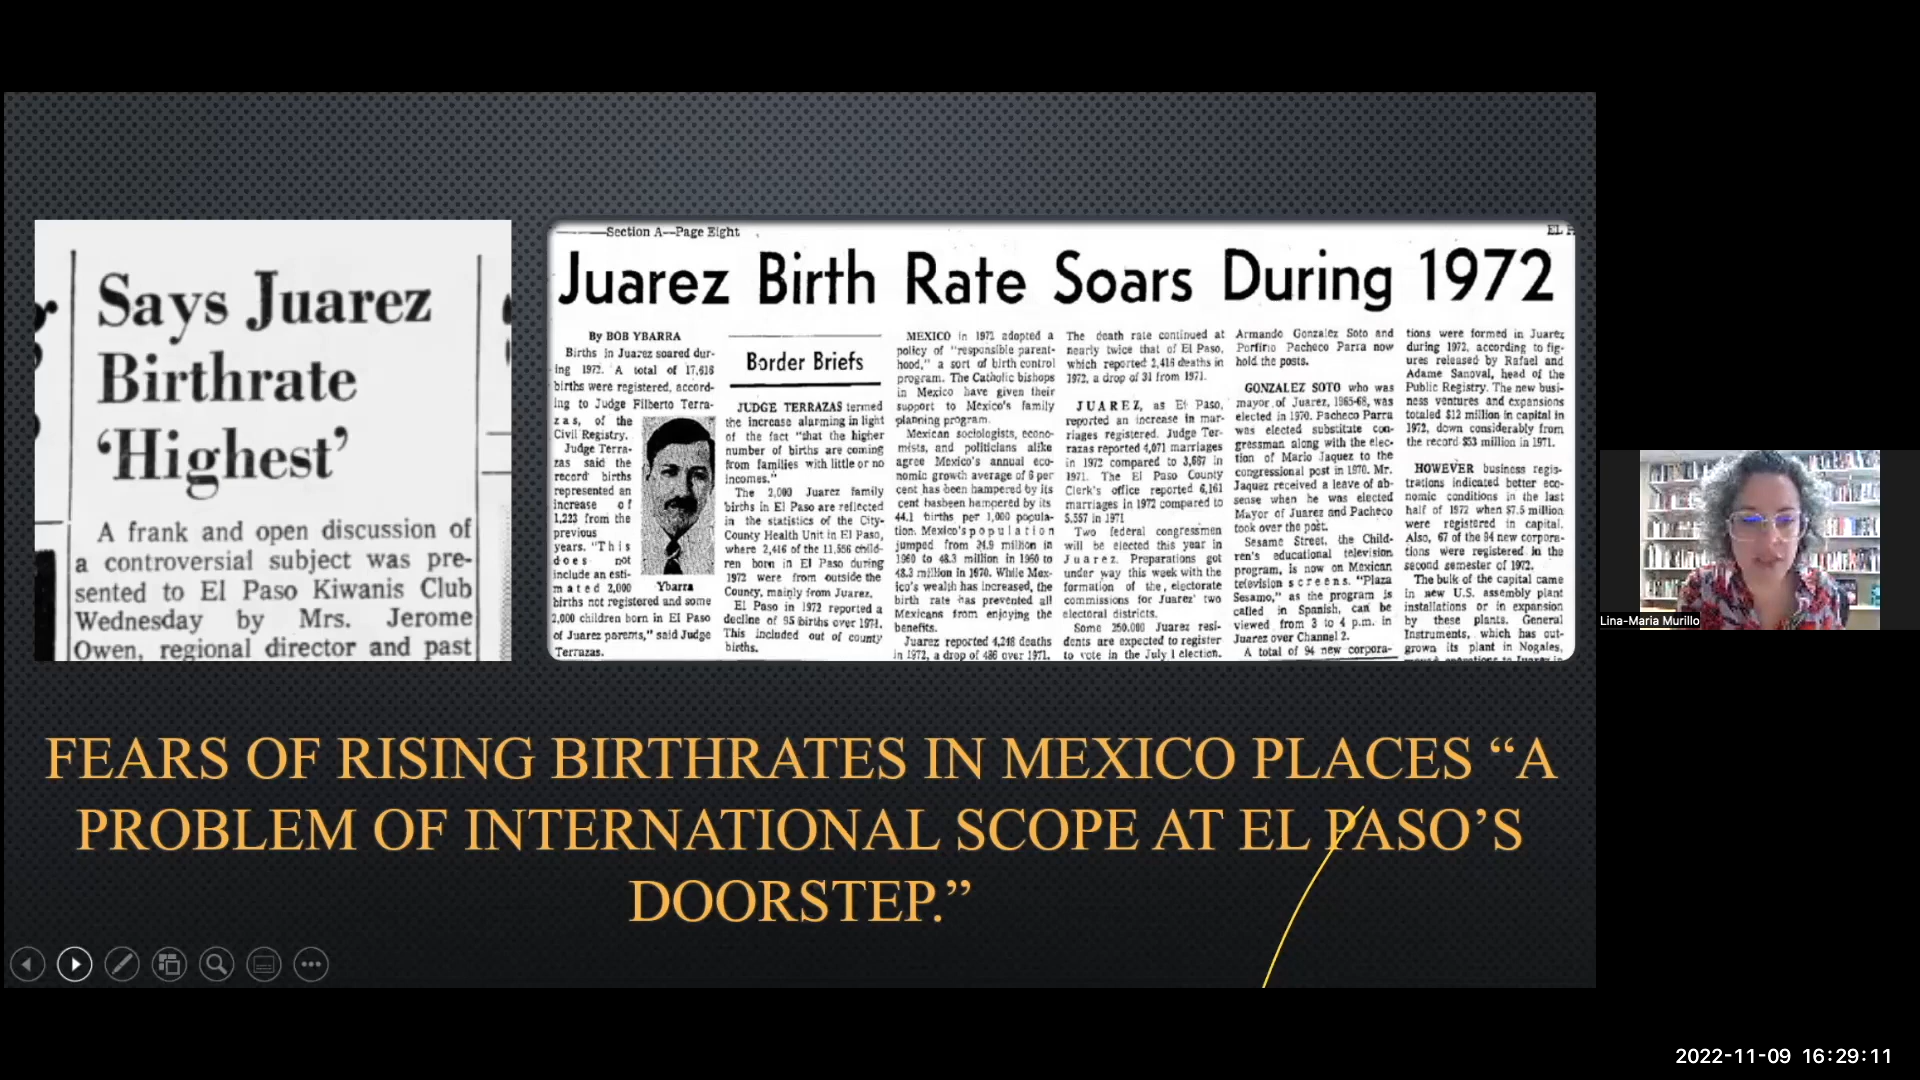 Says Juarez
Birthrate
‘Highest’
A frank and open discussion of
a controversial subject was pre-
sented to El Paso Kiwanis Club
Wednesday by Mrs. Jerome
Owen, regional director and past
Section A—Page Eight
Juarez Birth Rate Soars During 1972
By BOB YBARRA
Births in Juarez soared dur-
ing 1972. A total of 17,616
births were registered, accord-
ing to Judge Filberto Terra-
zas, of the
Civil Registry.
Judge Terra-
zas said the
record births
represented an
increase of
1,223 from the
previous
years. "This
does not
include an esti-
mated 2,000
births not registered and some
2,000 children born in El Paso
of Juarez parents," said Judge
Terrazas.
Ybarra
Border Briefs
JUDGE TERRAZAS termed
the increase alarming in light
of the fact "that the higher
number of births are coming
from families with little or no
incomes."
The 2,000 Juarez family
births in El Paso are reflected
in the statistics of the City-
County Health Unit in El Paso,
where 2,416 of the 11,556 child-
ren born in El Paso during
1972 were from outside the
County, mainly from Juarez.
El Paso in 1972 reported a
decline of 95 births over 1971.
This included out of county
births.
MEXICO in 1972 adopted a
policy of "responsible parent-
hood," a sort of birth control
program. The Catholic bishops
in Mexico have given their
support to Mexico's family
planning program.
Mexican sociologists, econo-
mists, and politicians alike
agree Mexico's annual eco-
nomic growth average of 6 per
cent has been hampered by its
cent hasbeen hampered by its
44.1 births per 1,000 popula-
tion. Mexico's population
jumped from 34.9 million in
1960 to 48.3 million in 1960 to
48.3 million in 1970. While Mex-
ico's wealth has increased, the
birth rate has prevented all
Mexicans from enjoying the
benefits.
Juarez reported 4,248 deaths
in 1972, a drop of 486 over 1971.
The death rate continued at
nearly twice that of El Paso,
which reported 2,416 deaths in
1972, a drop of 31 from 1971.
JUAREZ, as El Paso,
reported an increase in mar-
riages registered. Judge Ter-
razas reported 4,071 marriages
in 1972 compared to 3,687 in
1971. The El Paso County
Clerk's office reported 6,161
marriages in 1972 compared to
5,557 in 1971
Two federal congressmen
will be elected this year in
Juarez. Preparations got
under way this week with the
formation of the, electorate
commissions for Juarez' two
electoral districts.
Some 250,000 Juarez resi-
dents are expected to register
to vote in the July 1 election.
Armando Gonzalez Soto and
Porfirio Pacheco Parra now
hold the posts.
GONZALEZ SOTO who was
mayor of Juarez, 1965-68, was
elected in 1970. Pacheco Parra
was elected substitute con-
gressman along with the elec-
tion of Mario Jaquez to the
congressional post in 1970. Mr.
Jaquez received a leave of ab-
sense when he was elected
Mayor of Juarez and Pacheco
took over the post.
Sesame Street, the Child-
ren's educational television
program, is now on Mexican
television screens. "Plaza
Sesamo," as the program is
called in Spanish, can be
viewed from 3 to 4 p.m. in
Juarez over Channel 2.
A total of 94 new corpora-
tions were formed in Juarez
during 1972, according to fig-
ures released by Rafael and
Adame Sanoval, head of the
Public Registry. The new busi-
ness ventures and expansions
totaled $12 million in capital in
1972, down considerably from
the record $53 million in 1971.
HOWEVER business regis-
trations indicated better eco-
nomic conditions in the last
half of 1972 when $7.5 million
were registered in capital.
Also, 67 of the 94 new corpora-
tions were registered in the
second semester of 1972.
The bulk of the capital came
in new U.S. assembly plant
installations or in expansion
by these plants. General
Instruments, which has out-
grown its plant in Nogales,
FEARS OF RISING BIRTHRATES IN MEXICO PLACES “A
PROBLEM OF INTERNATIONAL SCOPE AT EL PASO’S
DOORSTEP.”
Lina-Maria Murillo
2022-11-09 16:29:11